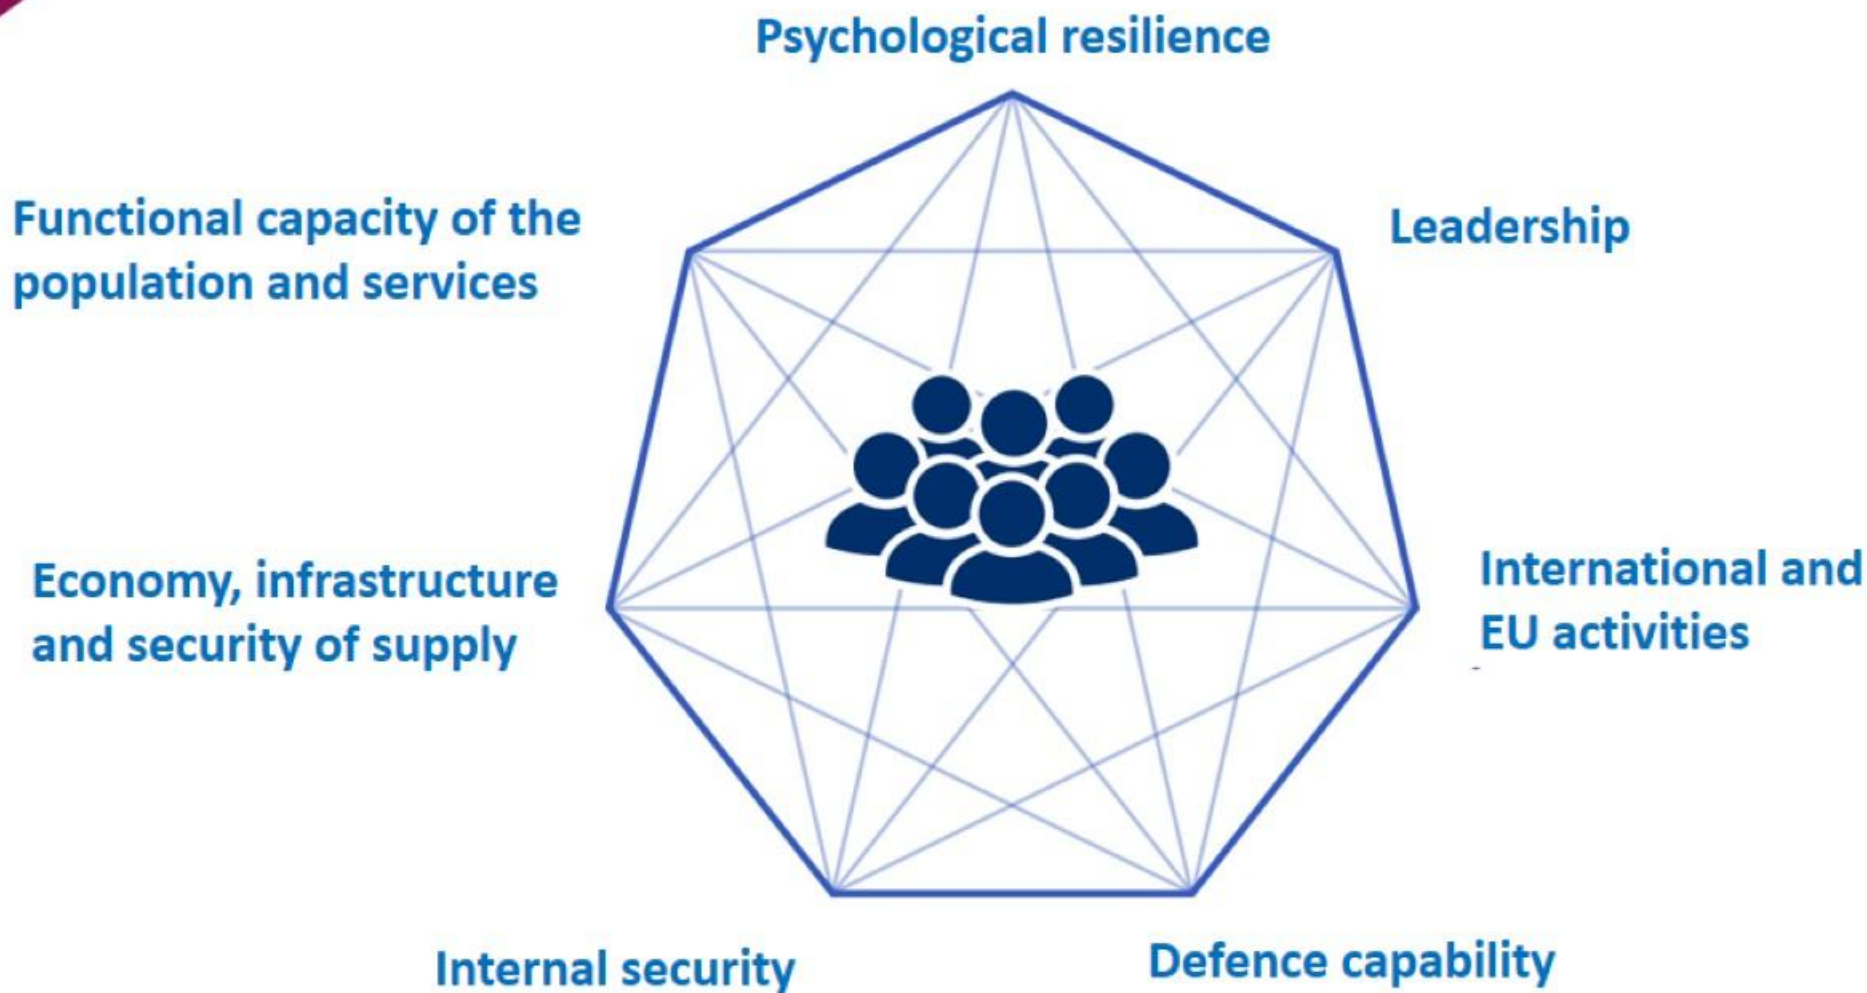 Psychological resilience
Functional capacity of the
population and services
Leadership
Economy, infrastructure
and security of supply
International and
EU activities
Internal security
Defence capability